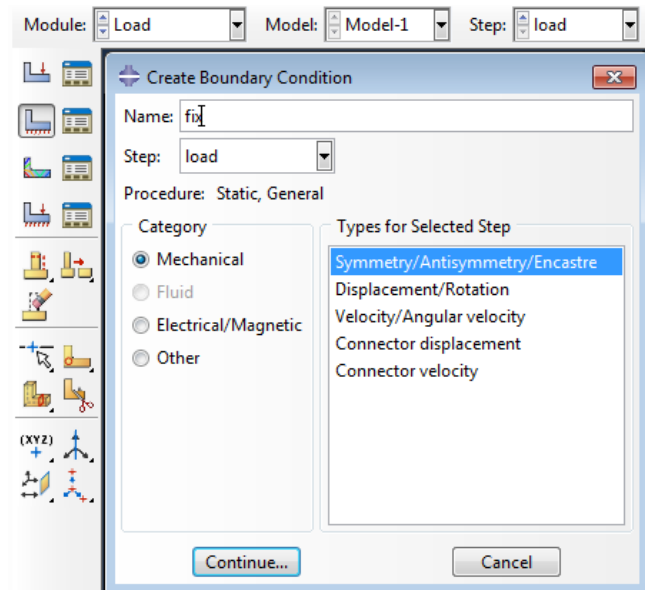 Module: Load Model: Model-1 Step: load
Create Boundary Condition
Name: fix
Step: load
Procedure: Static, General
Category
Mechanical
Fluid
Electrical/Magnetic
Other
Types for Selected Step
Symmetry/Antisymmetry/Encastre
Displacement/Rotation
Velocity/Angular velocity
Connector displacement
Connector velocity
(XYZ)
Continue... Cancel